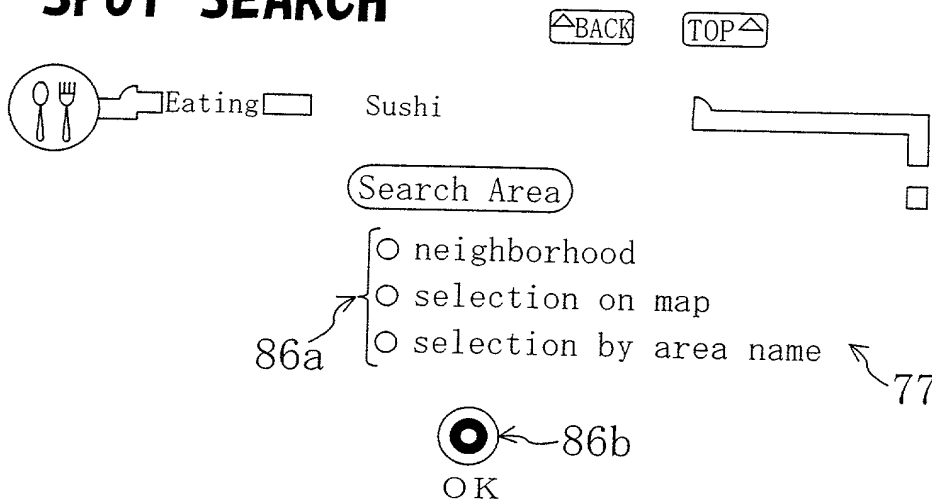 SPOT SEARCH
△BACK TOP△
Eating Sushi
Search Area
○ neighborhood
○ selection on map
○ selection by area name
86a
77
86b
OK